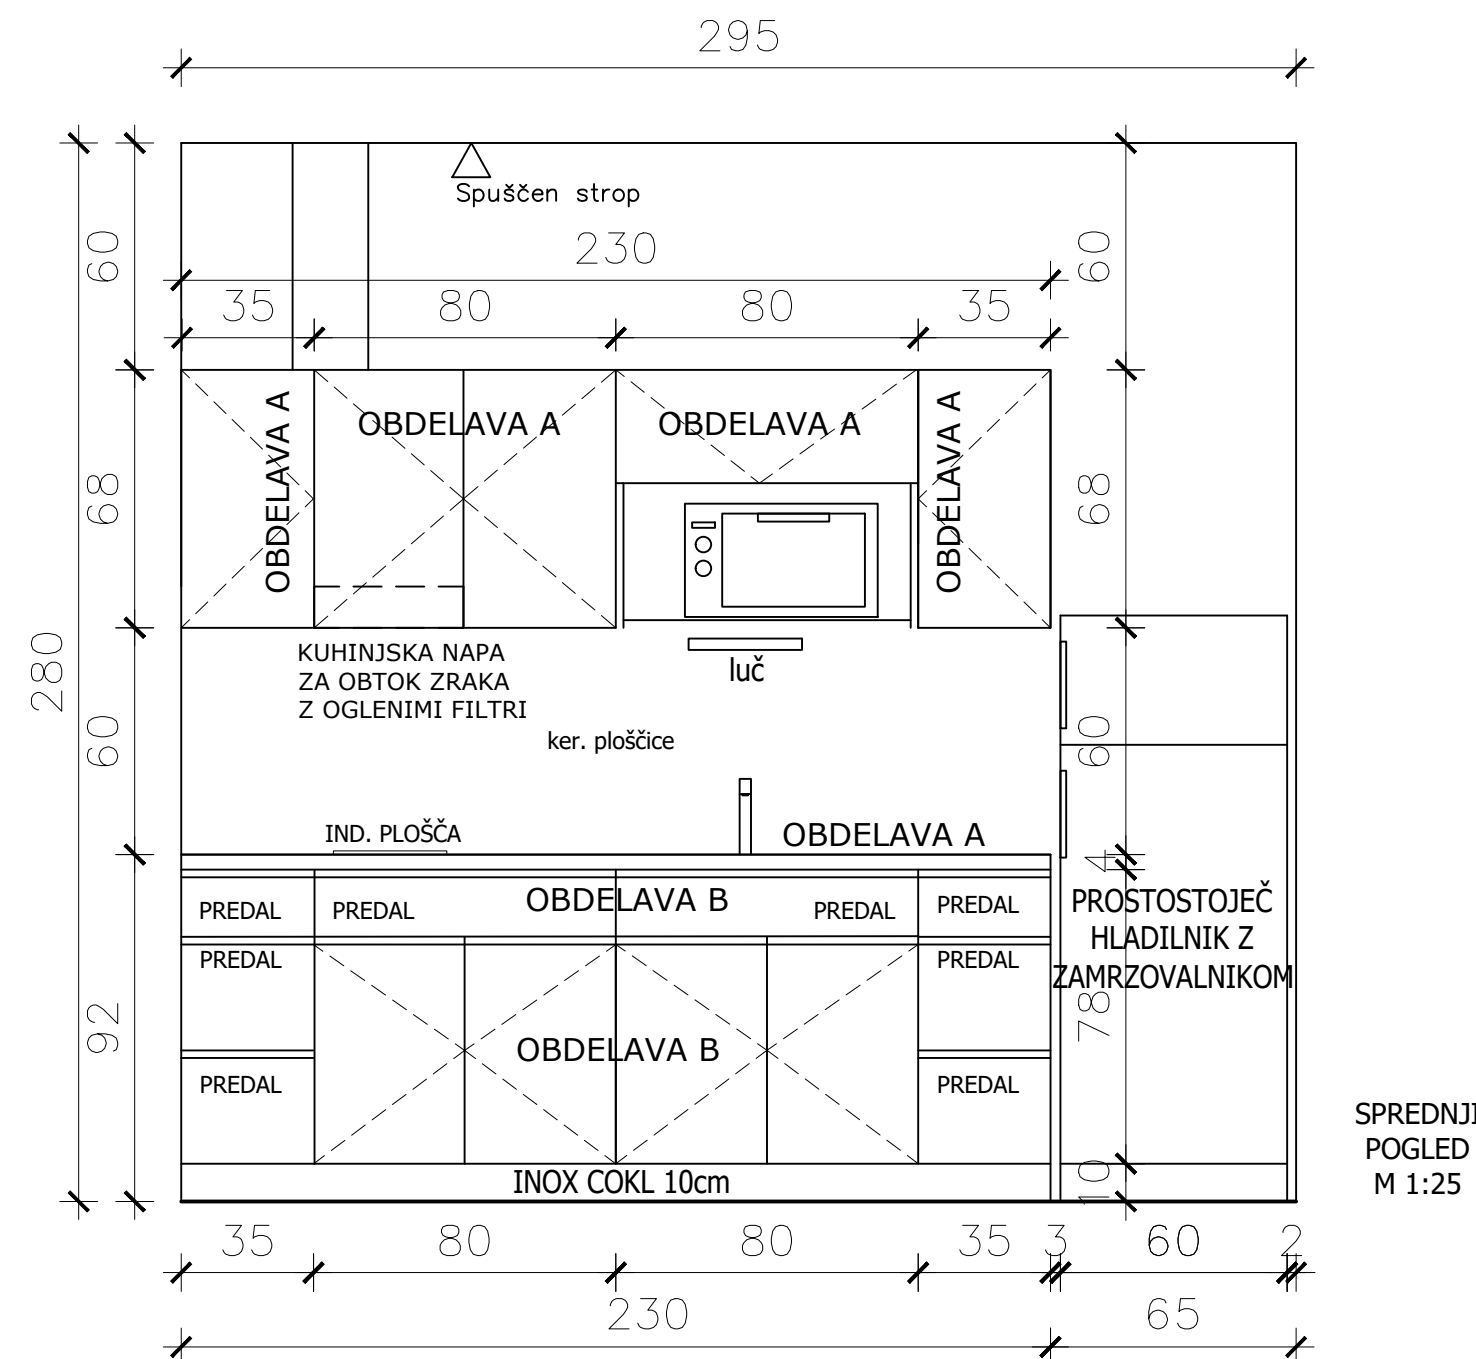 295
Spuščen strop
230
35 80 80 35
60
60
OBDELAVA A
OBDELAVA A
OBDELAVA A
OBDELAVA A
68
68
KUHINJSKA NAPA
ZA OBTOK ZRAKA
Z OGLENIMI FILTRI
luč
280
60
60
ker. ploščice
IND. PLOŠČA
OBDELAVA A
4
PREDAL
PREDAL
OBDELAVA B
PREDAL
PREDAL
PROSTOSTOJEČ
HLADILNIK Z
ZAMRZOVALNIKOM
PREDAL
PREDAL
92
78
OBDELAVA B
PREDAL
PREDAL
INOX COKL 10cm
10
SPREDNJI
POGLED
M 1:25
35 80 80 35 3 60 2
230 65